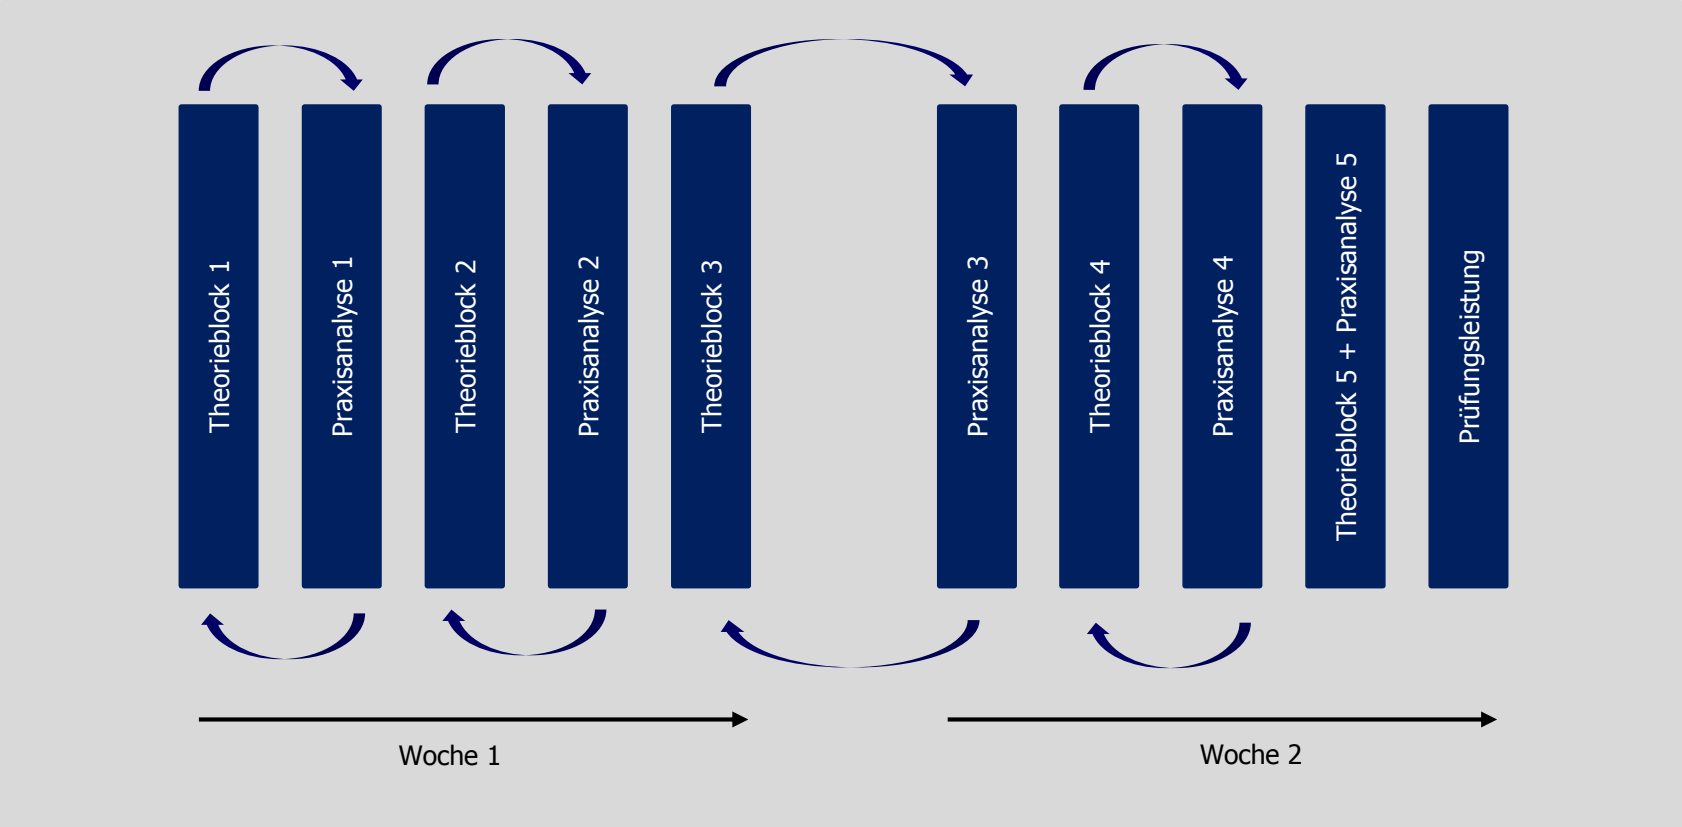 Theorieblock 1
Praxisanalyse 1
Theorieblock 2
Praxisanalyse 2
Theorieblock 3
Praxisanalyse 3
Theorieblock 4
Praxisanalyse 4
Theorieblock 5 + Praxisanalyse 5
Prüfungsleistung
Woche 1
Woche 2